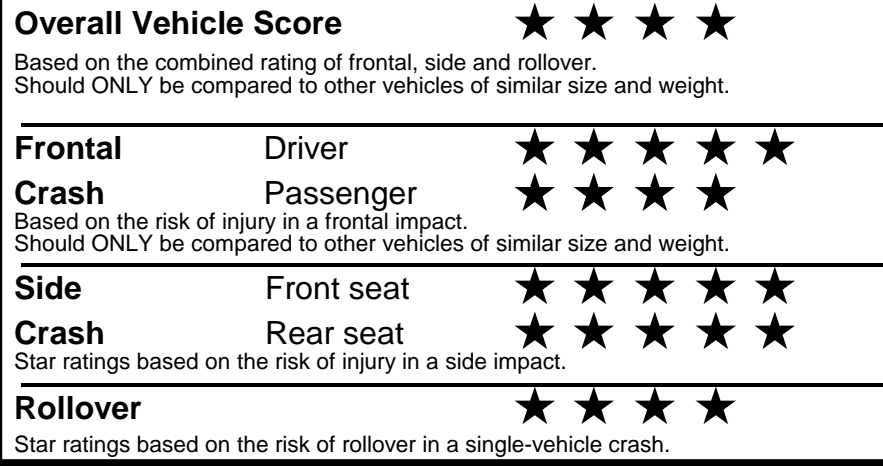 Overall Vehicle Score ★ ★ ★ ★
Based on the combined rating of frontal, side and rollover.
Should ONLY be compared to other vehicles of similar size and weight.
Frontal Driver ★ ★ ★ ★ ★
Crash Passenger ★ ★ ★ ★
Based on the risk of injury in a frontal impact.
Should ONLY be compared to other vehicles of similar size and weight.
Side Front seat ★ ★ ★ ★ ★
Crash Rear seat ★ ★ ★ ★ ★
Star ratings based on the risk of injury in a side impact.
Rollover ★ ★ ★ ★
Star ratings based on the risk of rollover in a single-vehicle crash.